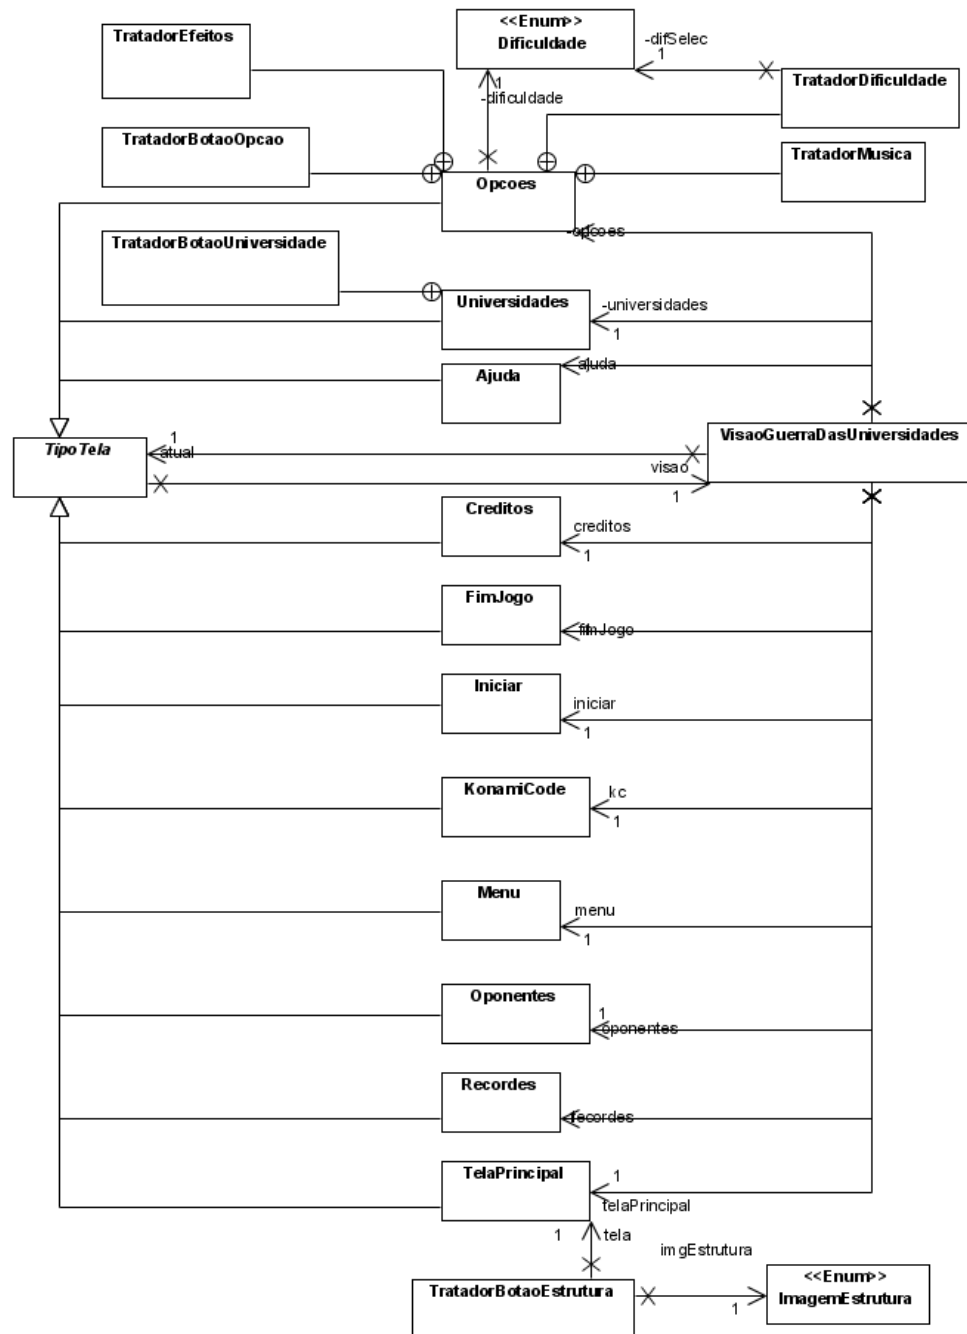 <<Enum>>
Dificuldade
TratadorEfeitos
-difSelec
1
TratadorDificuldade
1
-dificuldade
TratadorBotaoOpcao
TratadorMusica
Opcoes
-opcoes
TratadorBotaoUniversidade
Universidades
-universidades
1
Ajuda
ajuda
TipoTela
1
atual
VisaoGuerraDasUniversidades
visao
1
Creditos
creditos
1
FimJogo
fimJogo
Iniciar
iniciar
1
KonamiCode
kc
1
Menu
menu
1
Oponentes
1
oponentes
Recordes
recordes
TelaPrincipal
1
telaPrincipal
1
tela
imgEstrutura
TratadorBotaoEstrutura
1
<<Enum>>
ImagemEstrutura